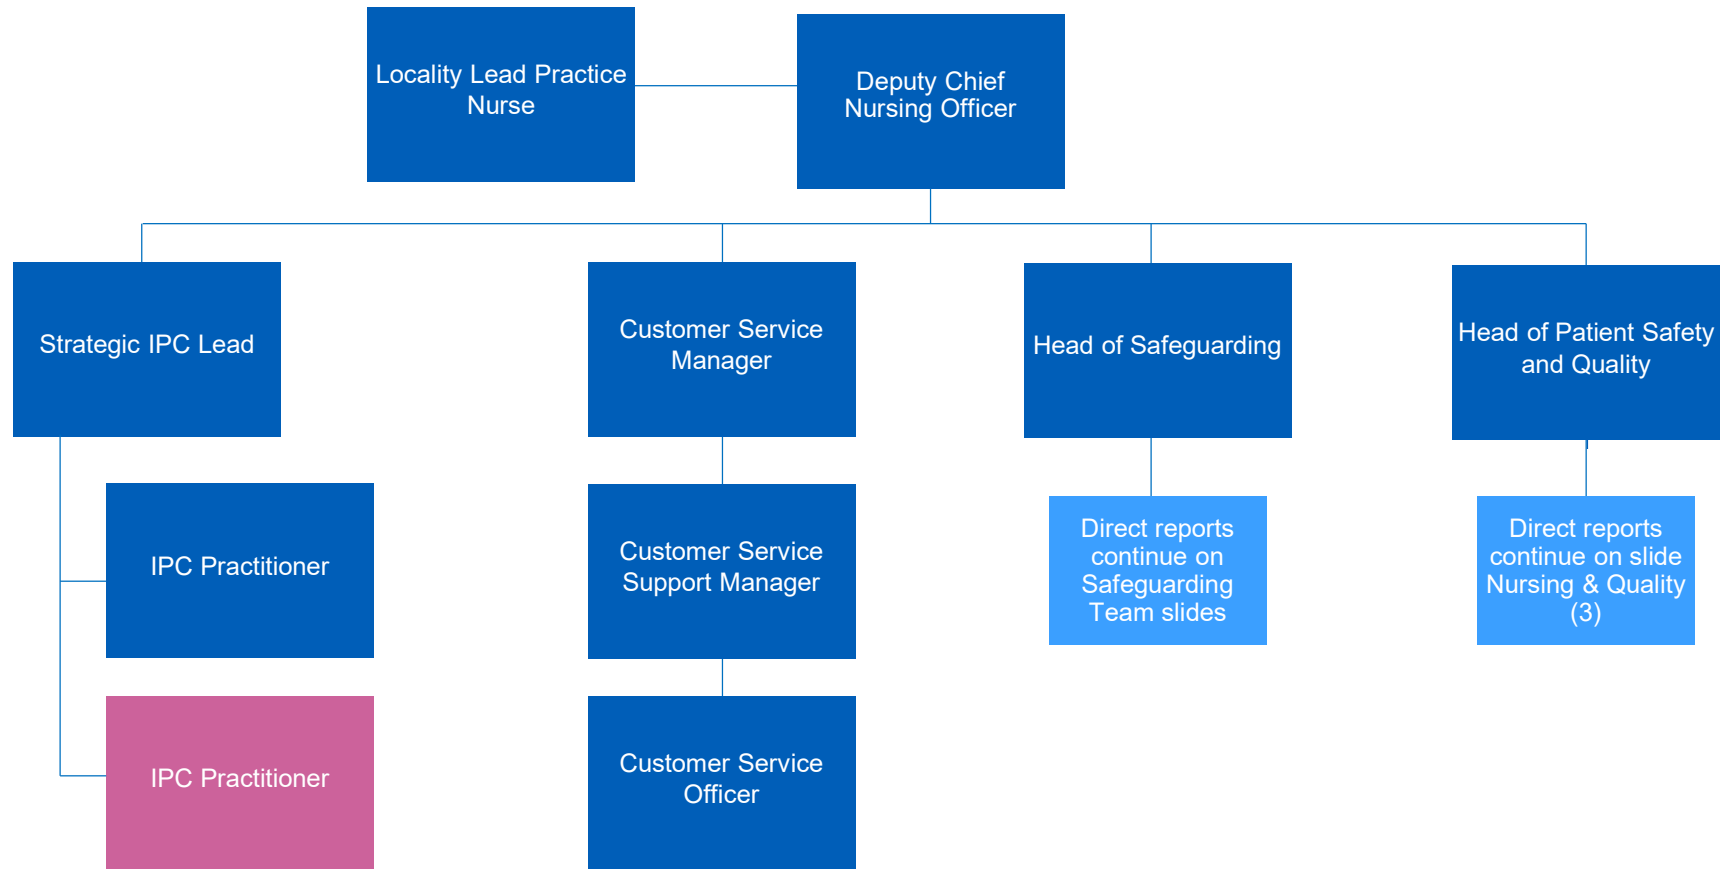 Locality Lead Practice
Nurse
Deputy Chief
Nursing Officer
Strategic IPC Lead
Customer Service
Manager
Head of Safeguarding
Head of Patient Safety
and Quality
IPC Practitioner
Customer Service
Support Manager
Direct reports
continue on
Safeguarding
Team slides
Direct reports
continue on slide
Nursing & Quality
(3)
IPC Practitioner
Customer Service
Officer